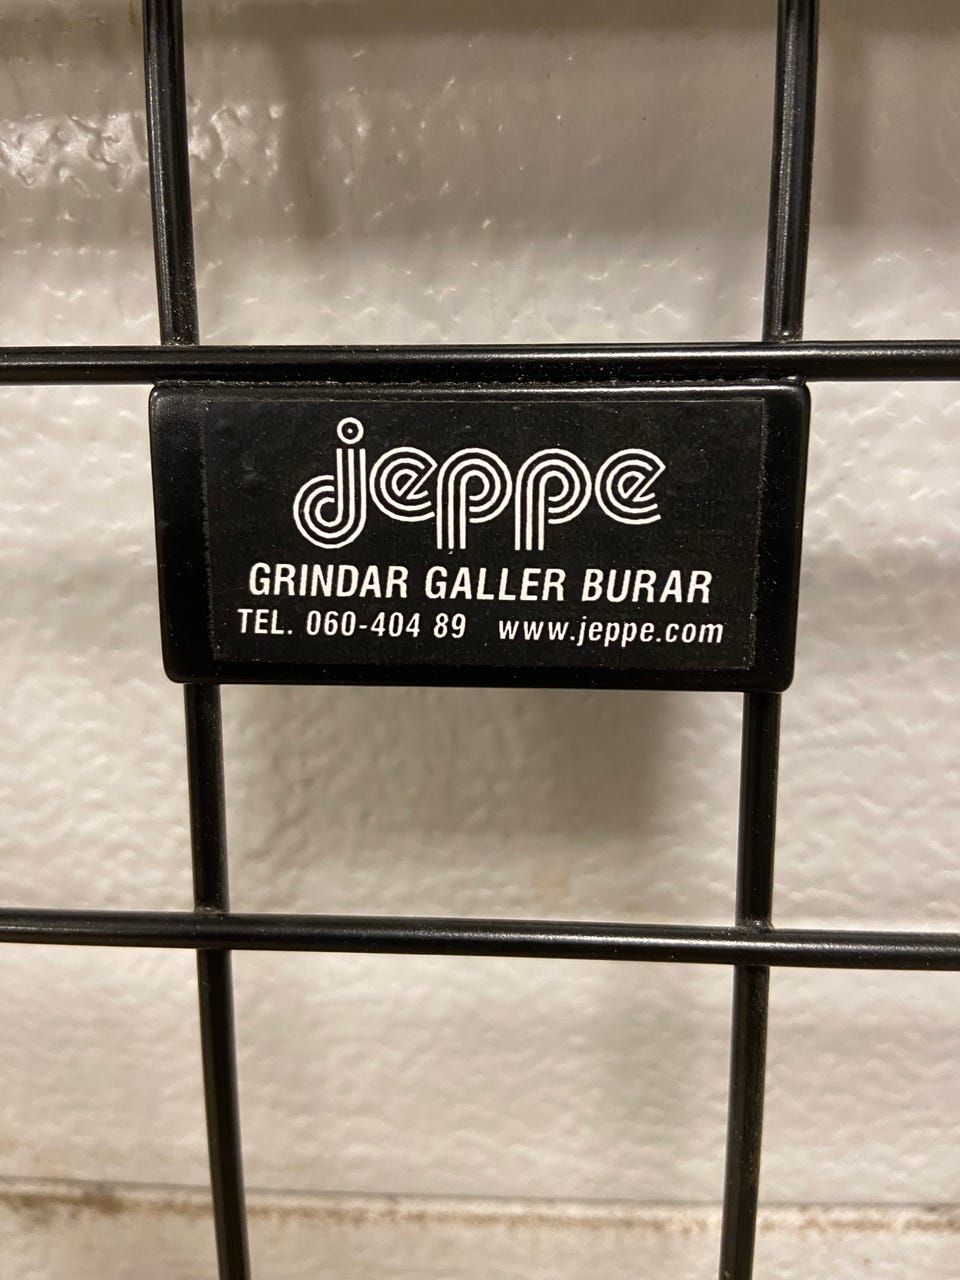 jeppe
GRINDAR GALLER BURAR
TEL. 060-404 89 www.jeppe.com